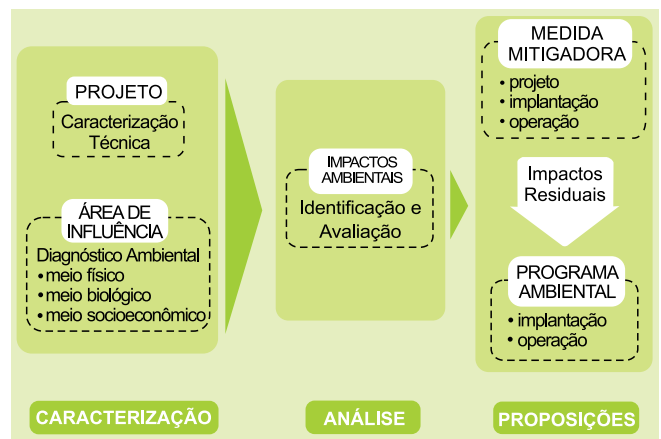 PROJETO
Caracterização
Técnica
ÁREA DE
INFLUÊNCIA
Diagnóstico Ambiental
• meio físico
• meio biológico
• meio socioeconômico
CARACTERIZAÇÃO
IMPACTOS
AMBIENTAIS
Identificação e
Avaliação
ANÁLISE
MEDIDA
MITIGADORA
• projeto
• implantação
• operação
Impactos
Residuais
PROGRAMA
AMBIENTAL
• implantação
• operação
PROPOSIÇÕES